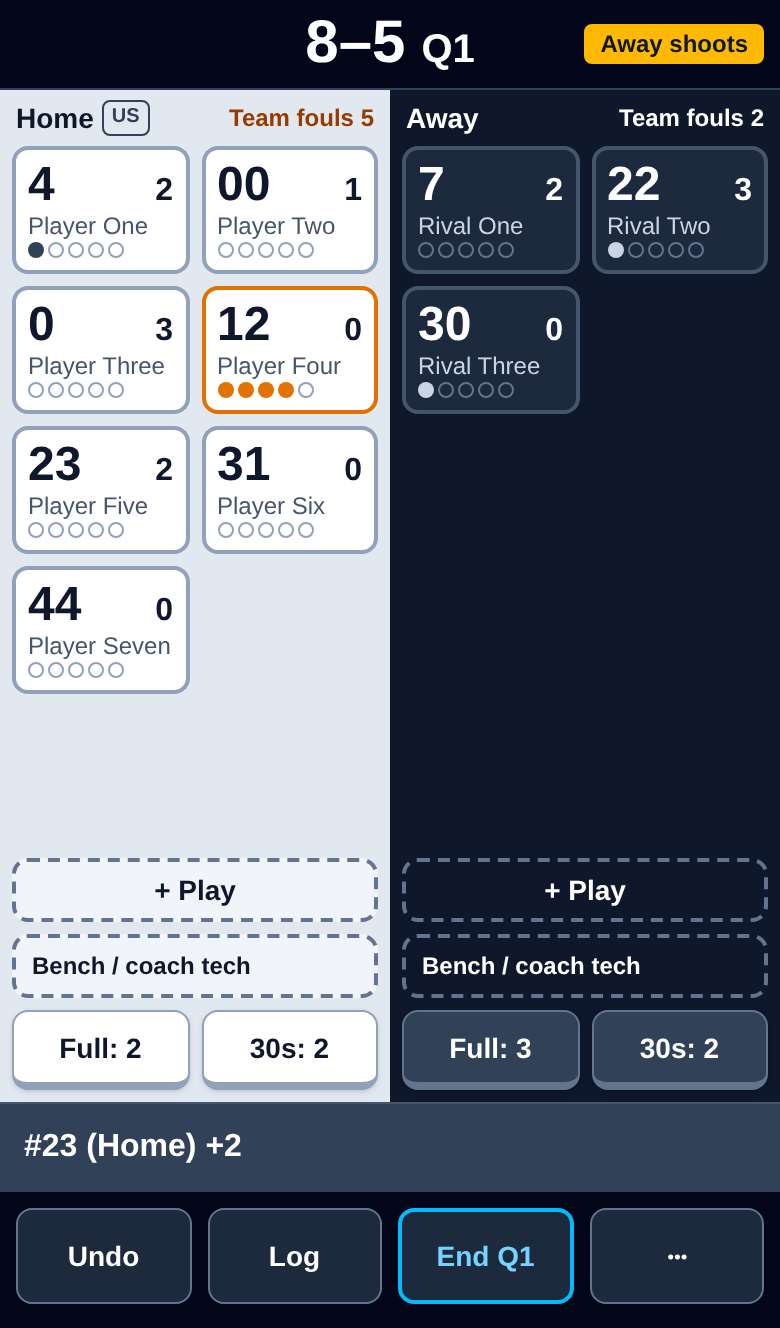 8–5 Q1
Away shoots
Home US
Team fouls 5
4 2
Player One
00 1
Player Two
0 3
Player Three
12 0
Player Four
23 2
Player Five
31 0
Player Six
44 0
Player Seven
+ Play
Bench / coach tech
Full: 2
30s: 2
Away
Team fouls 2
7 2
Rival One
22 3
Rival Two
30 0
Rival Three
+ Play
Bench / coach tech
Full: 3
30s: 2
#23 (Home) +2
Undo
Log
End Q1
···